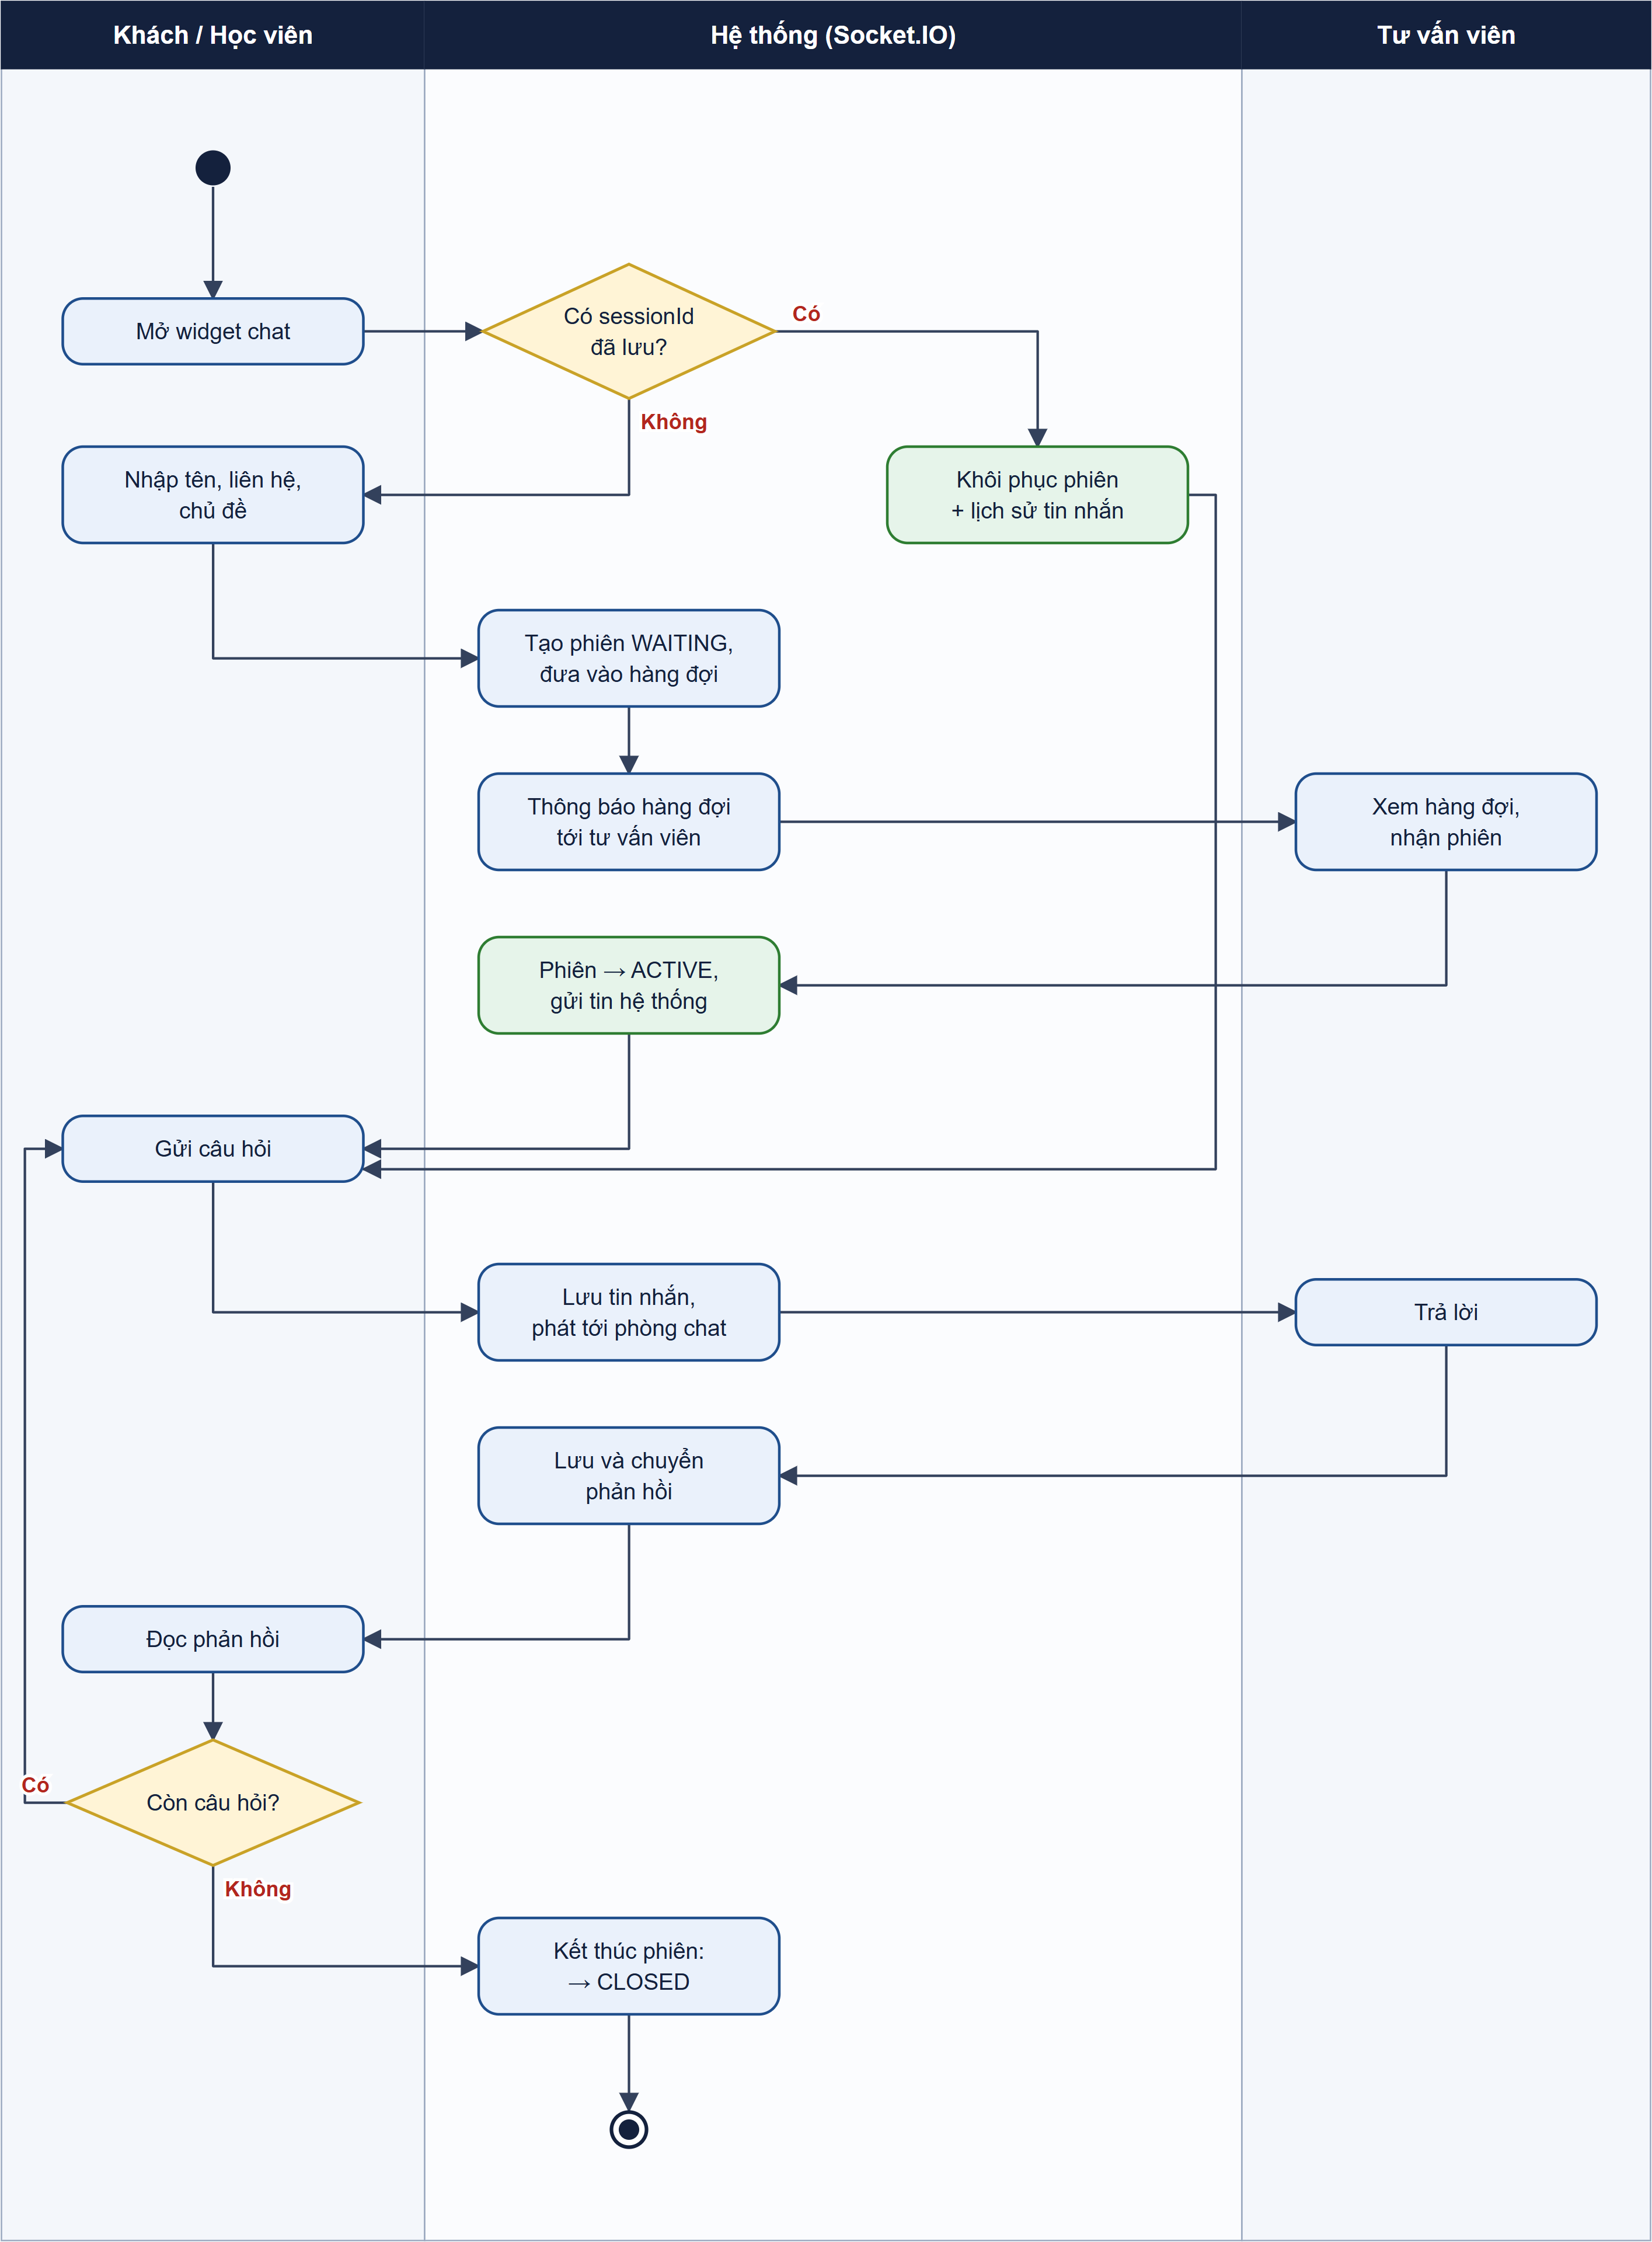 Khách / Học viên
Hệ thống (Socket.IO)
Tư vấn viên
Mở widget chat
Có sessionId
đã lưu?
Có
Không
Nhập tên, liên hệ,
chủ đề
Khôi phục phiên
+ lịch sử tin nhắn
Tạo phiên WAITING,
đưa vào hàng đợi
Thông báo hàng đợi
tới tư vấn viên
Xem hàng đợi,
nhận phiên
Phiên → ACTIVE,
gửi tin hệ thống
Gửi câu hỏi
Lưu tin nhắn,
phát tới phòng chat
Trả lời
Lưu và chuyển
phản hồi
Đọc phản hồi
Có
Còn câu hỏi?
Không
Kết thúc phiên:
→ CLOSED